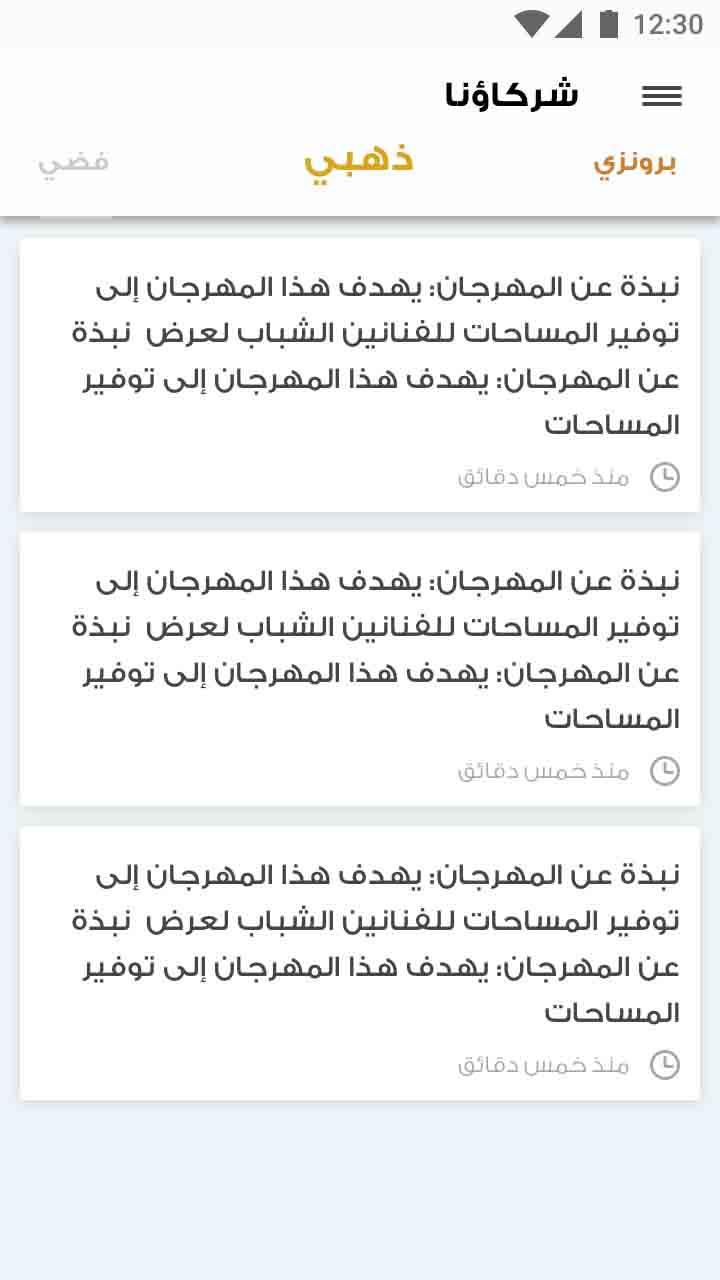 12:30
شركاؤنا
برونزي
ذهبي
فضي
نبذة عن المهرجان: يهدف هذا المهرجان إلى
توفير المساحات للفنانين الشباب لعرض  نبذة
عن المهرجان: يهدف هذا المهرجان إلى توفير
المساحات
منذ خمس دقائق
نبذة عن المهرجان: يهدف هذا المهرجان إلى
توفير المساحات للفنانين الشباب لعرض  نبذة
عن المهرجان: يهدف هذا المهرجان إلى توفير
المساحات
منذ خمس دقائق
نبذة عن المهرجان: يهدف هذا المهرجان إلى
توفير المساحات للفنانين الشباب لعرض  نبذة
عن المهرجان: يهدف هذا المهرجان إلى توفير
المساحات
منذ خمس دقائق